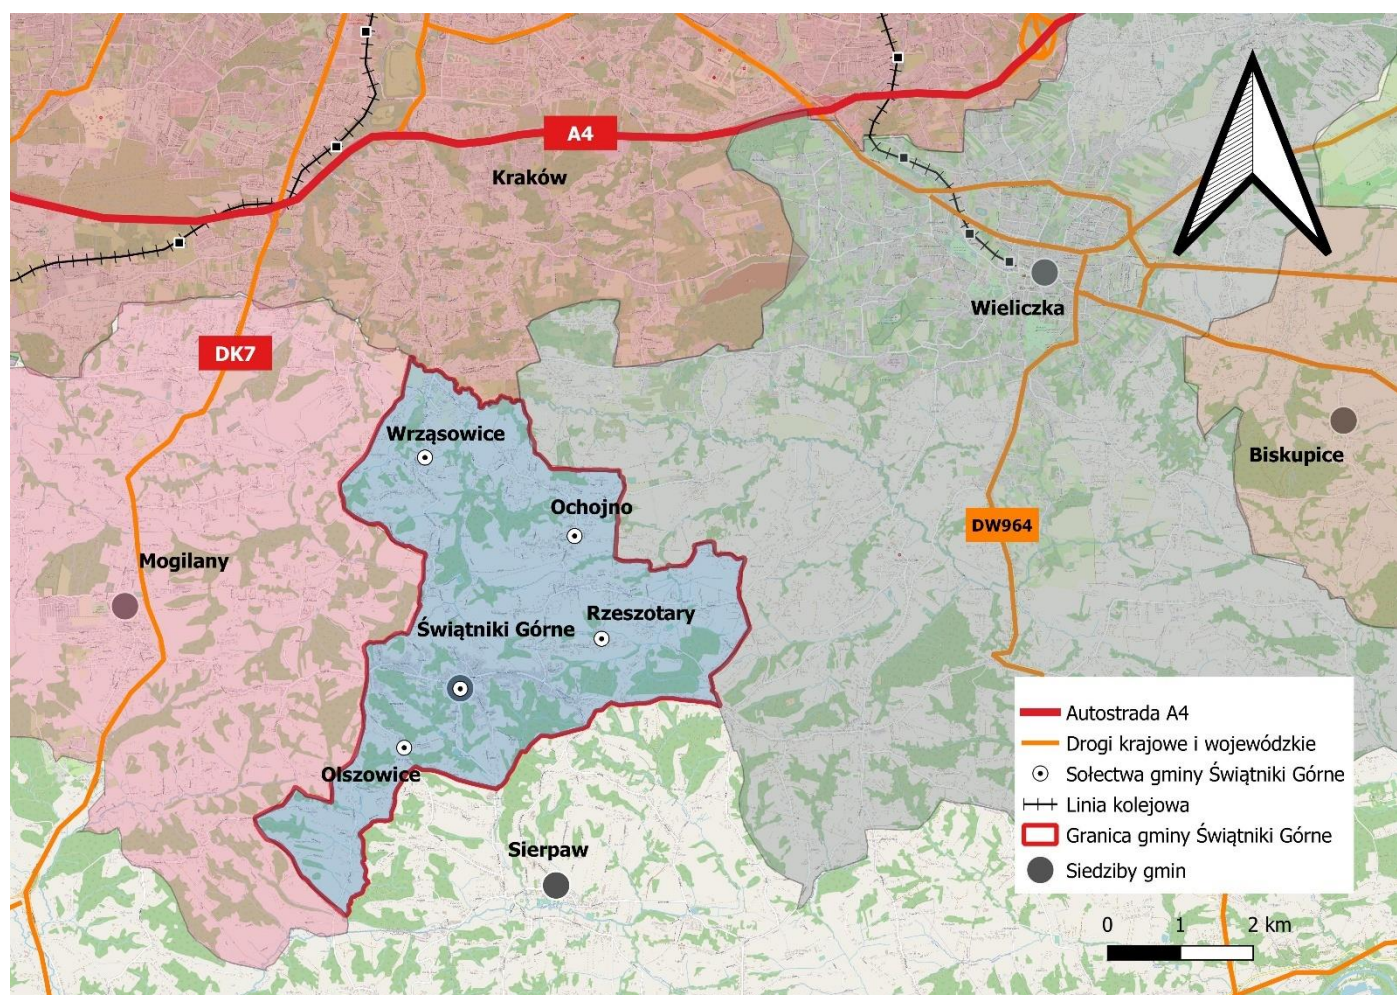 A4
Kraków
Wieliczka
DK7
Wrząsowice
Biskupice
Ochojno
DW964
Mogilany
Rzeszotary
Świątniki Górne
Olszowice
Sierpaw
Autostrada A4
Drogi krajowe i wojewódzkie
Sołectwa gminy Świątniki Górne
Linia kolejowa
Granica gminy Świątniki Górne
Siedziby gmin
0 1 2 km